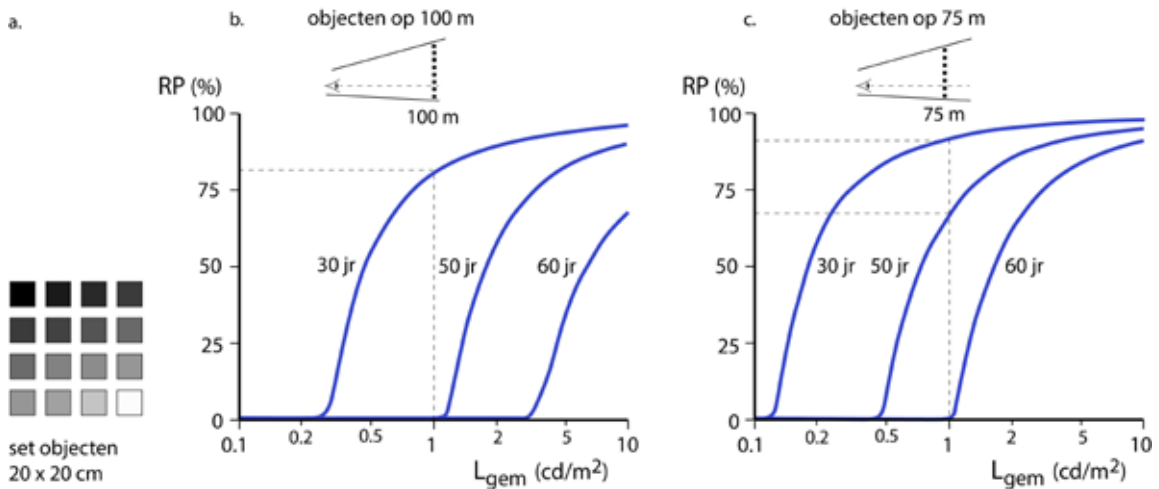 a.
set objecten
20 x 20 cm
b.
objecten op 100 m
100 m
RP (%)
100
75
50
25
0
30 jr
50 jr
60 jr
0.1
0.2
0.5
1
2
5
10
L gem (cd/m²)
c.
objecten op 75 m
75 m
RP (%)
100
75
50
25
0
30 jr
50 jr
60 jr
0.1
0.2
0.5
1
2
5
10
L gem (cd/m²)